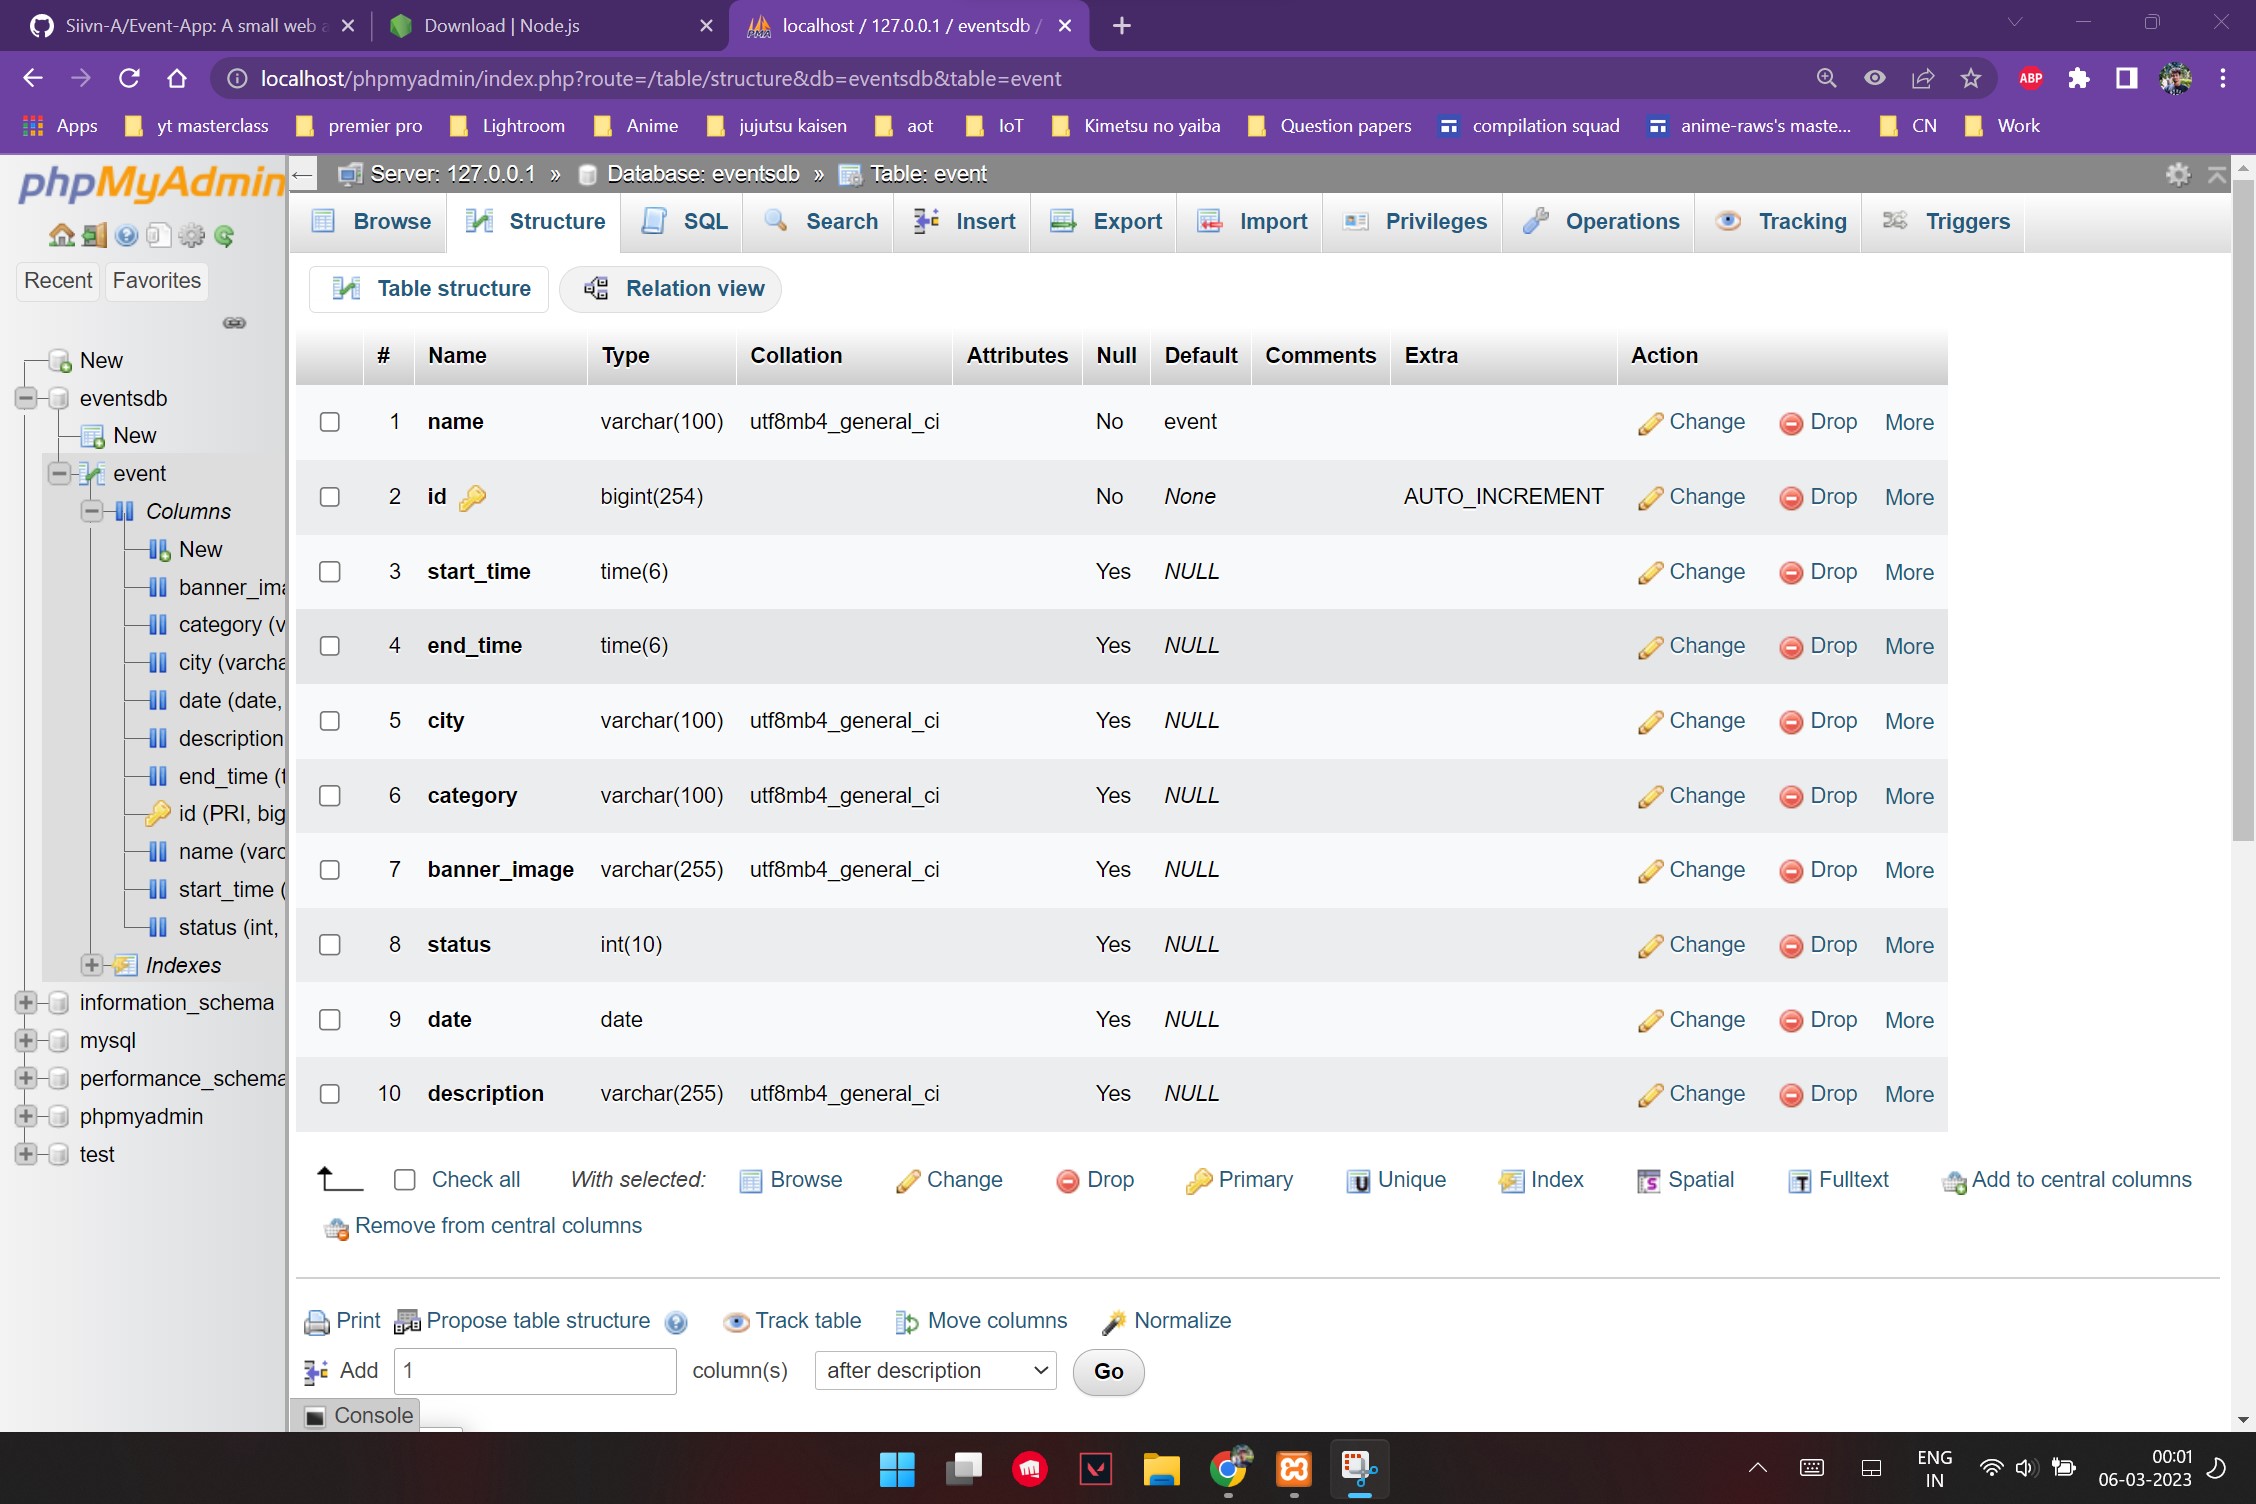 Siivn-A/Event-App: A small web a
Download | Node.js
localhost / 127.0.0.1 / eventsdb /
localhost/phpmyadmin/index.php?route=/table/structure&db=eventsdb&table=event
ABP
Apps yt masterclass premier pro Lightroom Anime jujutsu kaisen aot IoT Kimetsu no yaiba Question papers compilation squad anime-raws's maste... CN Work
phpMyAdmin
Recent Favorites
New
eventsdb
New
event
Columns
New
banner_ima
category (v
city (varcha
date (date,
description
end_time (t
id (PRI, big
name (varc
start_time (
status (int,
Indexes
information_schema
mysql
performance_schema
phpmyadmin
test
Server: 127.0.0.1 » Database: eventsdb » Table: event
Browse Structure SQL Search Insert Export Import Privileges Operations Tracking Triggers
Table structure Relation view
# Name Type Collation Attributes Null Default Comments Extra Action
1 name varchar(100) utf8mb4_general_ci No event Change Drop More
2 id bigint(254) No None AUTO_INCREMENT Change Drop More
3 start_time time(6) Yes NULL Change Drop More
4 end_time time(6) Yes NULL Change Drop More
5 city varchar(100) utf8mb4_general_ci Yes NULL Change Drop More
6 category varchar(100) utf8mb4_general_ci Yes NULL Change Drop More
7 banner_image varchar(255) utf8mb4_general_ci Yes NULL Change Drop More
8 status int(10) Yes NULL Change Drop More
9 date date Yes NULL Change Drop More
10 description varchar(255) utf8mb4_general_ci Yes NULL Change Drop More
Check all With selected: Browse Change Drop Primary Unique Index Spatial Fulltext Add to central columns
Remove from central columns
Print Propose table structure Track table Move columns Normalize
Add 1 column(s) after description Go
Console
ENG
IN
00:01
06-03-2023